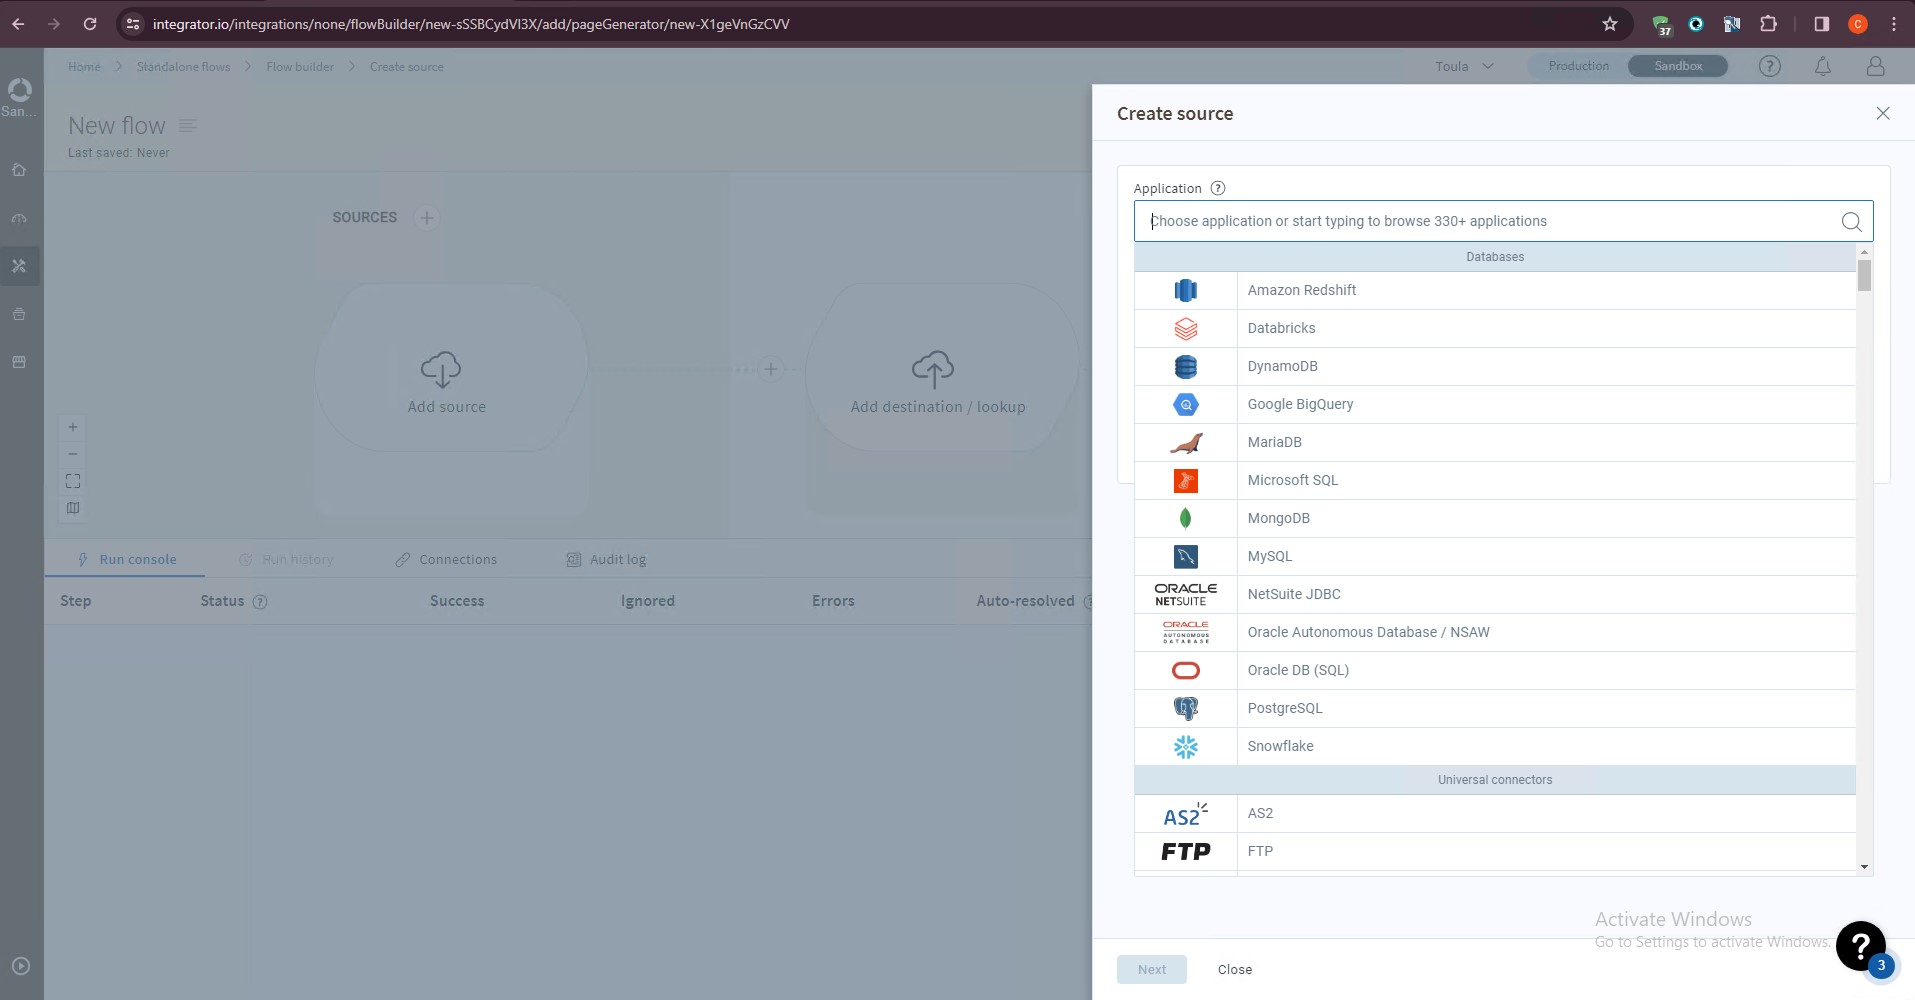 integrator.io/integrations/none/flowBuilder/new-sSSBCydVl3X/add/pageGenerator/new-X1geVnGzCVV
37
C
Home
Standalone flows
Flow builder
Create source
Toula
Production
Sandbox
?
San...
New flow
Last saved: Never
SOURCES
Add source
Add destination / lookup
Run console
Run history
Connections
Audit log
Step
Status
Success
Ignored
Errors
Auto-resolved
Create source
Application
Choose application or start typing to browse 330+ applications
Databases
Amazon Redshift
Databricks
DynamoDB
Google BigQuery
MariaDB
Microsoft SQL
MongoDB
MySQL
ORACLE
NETSUITE
NetSuite JDBC
ORACLE
AUTONOMOUS
DATABASE
Oracle Autonomous Database / NSAW
Oracle DB (SQL)
PostgreSQL
Snowflake
Universal connectors
AS2
AS2
FTP
FTP
Activate Windows
Go to Settings to activate Windows.
Next
Close
?
3